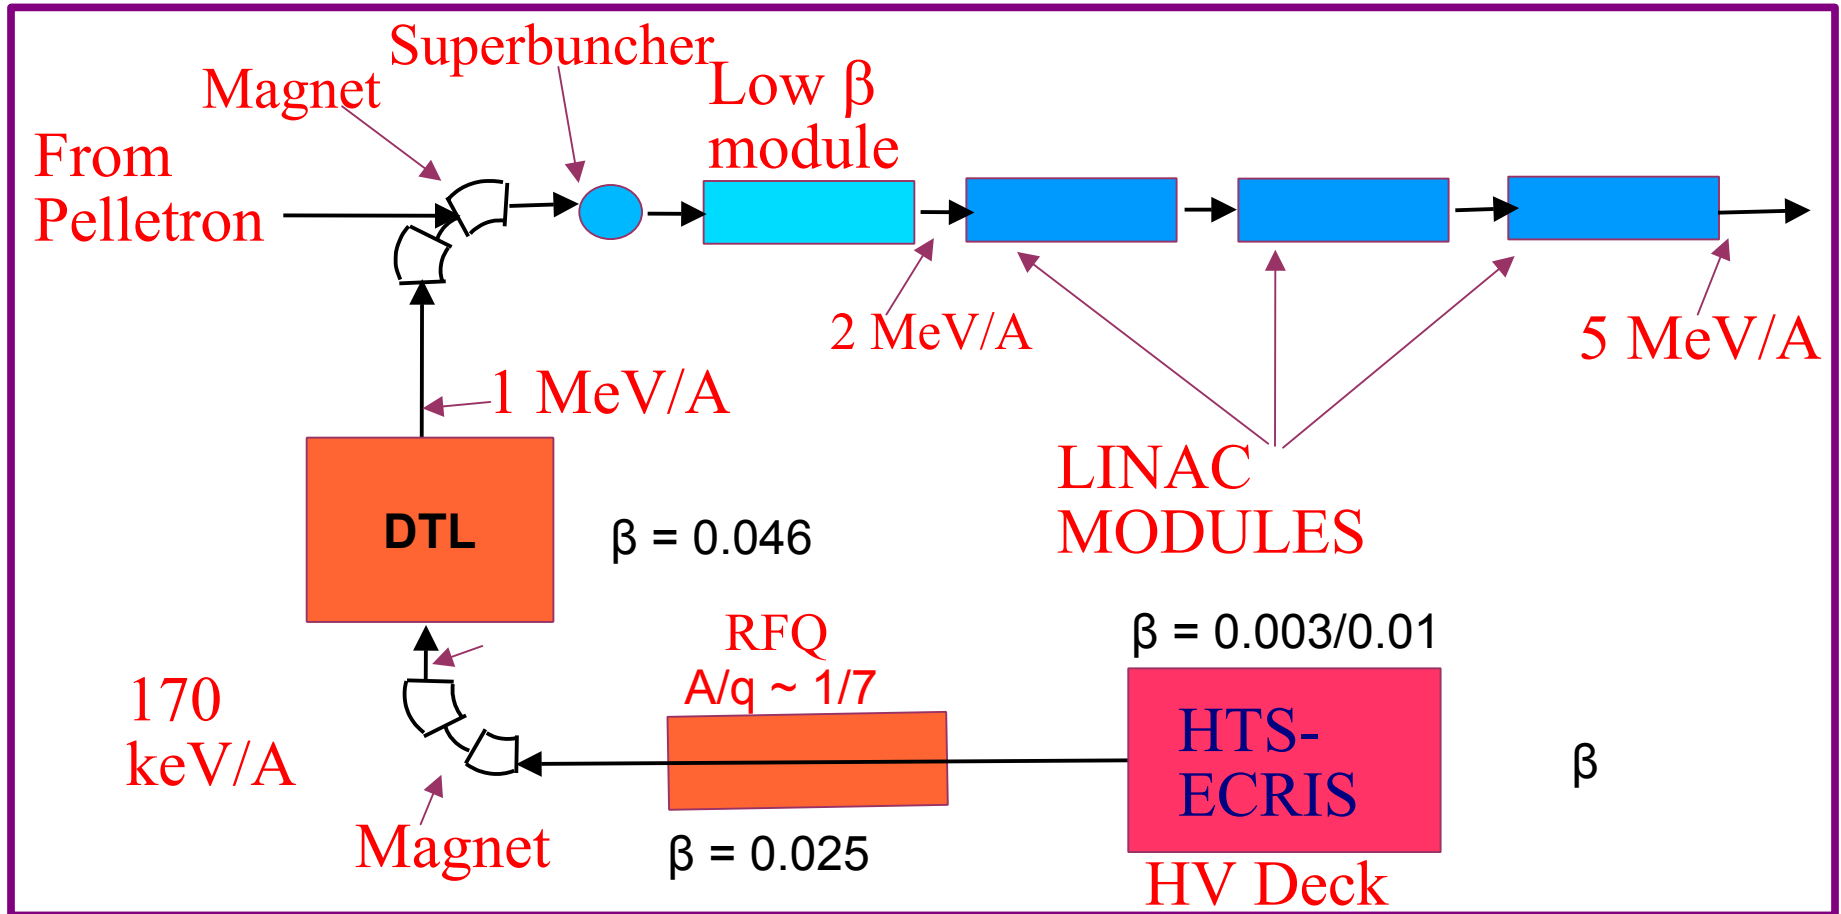 Superbuncher
Magnet
Low β
module
From
Pelletron
2 MeV/A
5 MeV/A
1 MeV/A
LINAC
MODULES
DTL
β = 0.046
RFQ
A/q ~ 1/7
β = 0.003/0.01
170
keV/A
HTS-
ECRIS
β
Magnet
β = 0.025
HV Deck